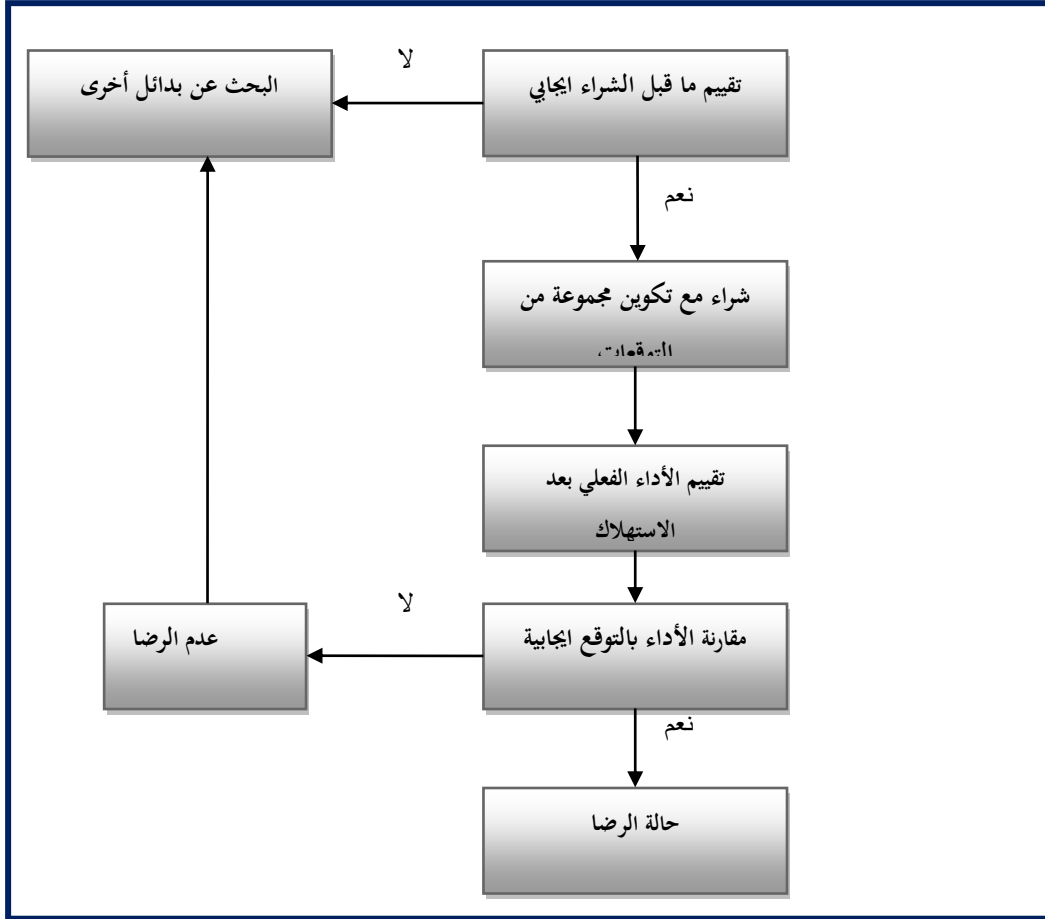 تقييم ما قبل الشراء ايجابي
لا
البحث عن بدائل أخرى
نعم
شراء مع تكوين مجموعة من
التوقعات
تقييم الأداء الفعلي بعد
الاستهلاك
مقارنة الأداء بالتوقع ايجابية
لا
عدم الرضا
نعم
حالة الرضا